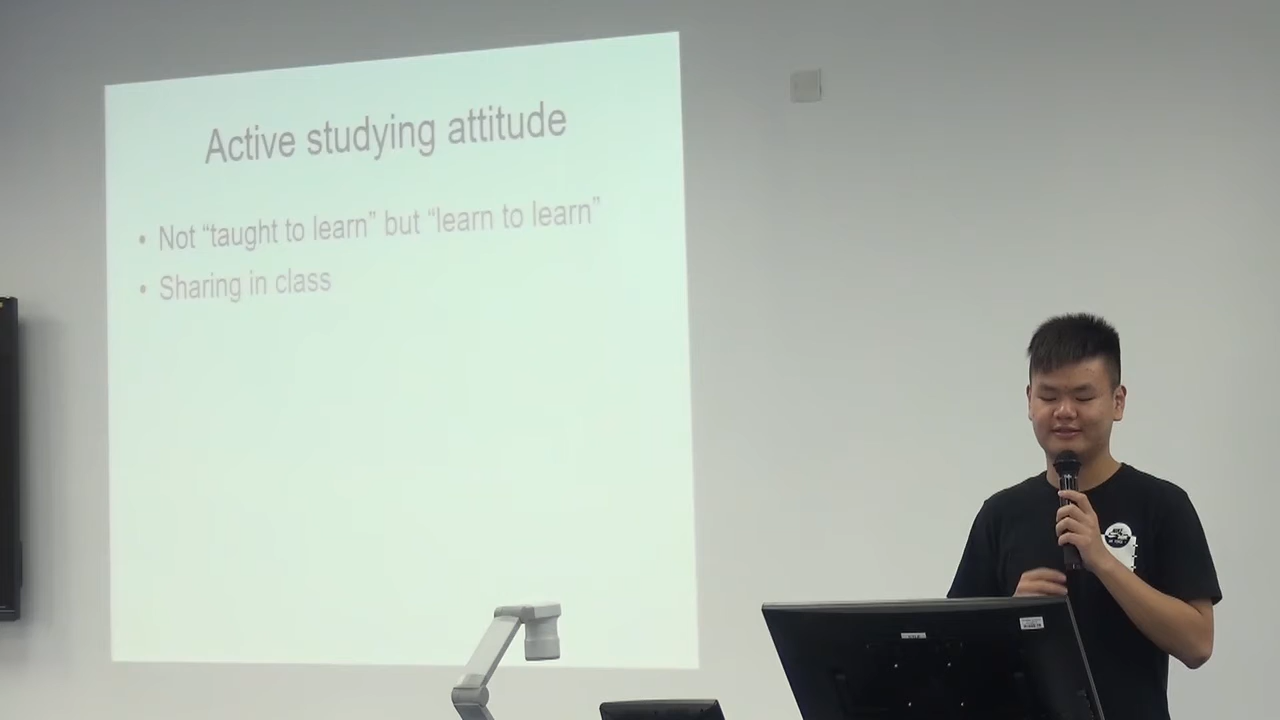 Active studying attitude
• Not “taught to learn” but “learn to learn”
• Sharing in class